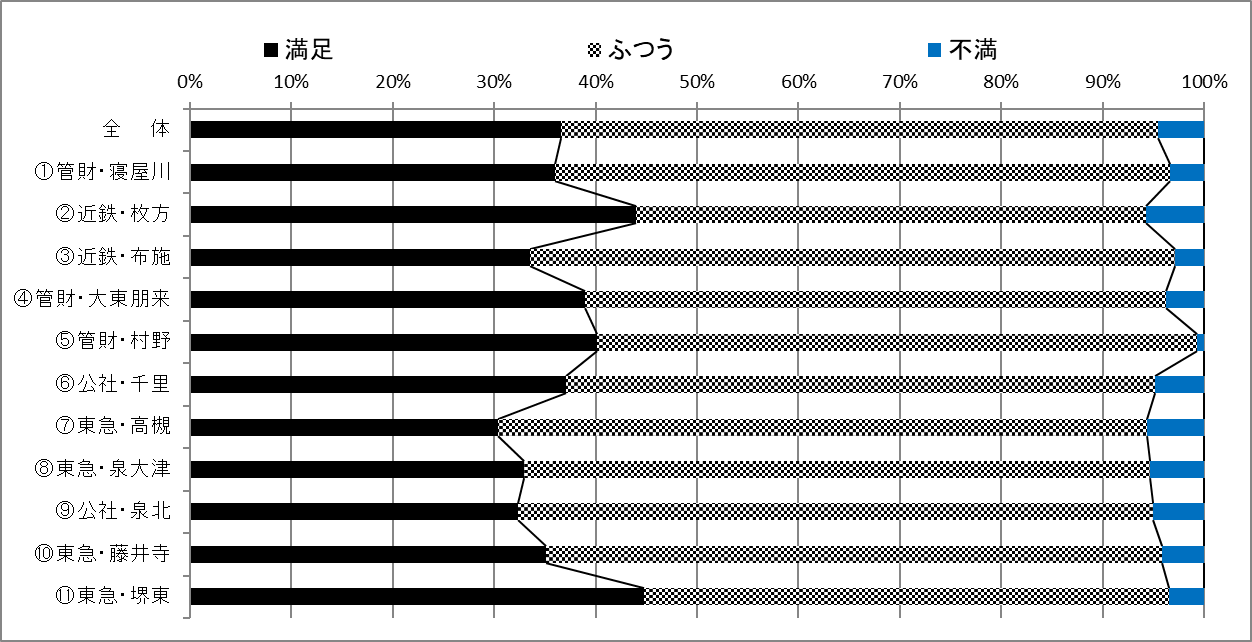 満足 ふつう 不満
0% 10% 20% 30% 40% 50% 60% 70% 80% 90% 100%
全 体
①管財・寝屋川
②近鉄・枚方
③近鉄・布施
④管財・大東朋来
⑤管財・村野
⑥公社・千里
⑦東急・高槻
⑧東急・泉大津
⑨公社・泉北
⑩東急・藤井寺
⑪東急・堺東